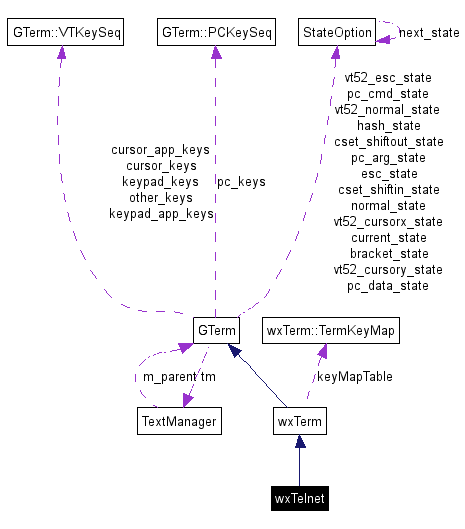 GTerm::VTKeySeq
GTerm::PCKeySeq
StateOption
next_state
vt52_esc_state
pc_cmd_state
vt52_normal_state
hash_state
cset_shiftout_state
pc_arg_state
esc_state
cset_shiftin_state
normal_state
vt52_cursorx_state
current_state
bracket_state
vt52_cursory_state
pc_data_state
cursor_app_keys
cursor_keys
keypad_keys
other_keys
keypad_app_keys
pc_keys
GTerm
wxTerm::TermKeyMap
m_parent
tm
keyMapTable
TextManager
wxTerm
wxTelnet